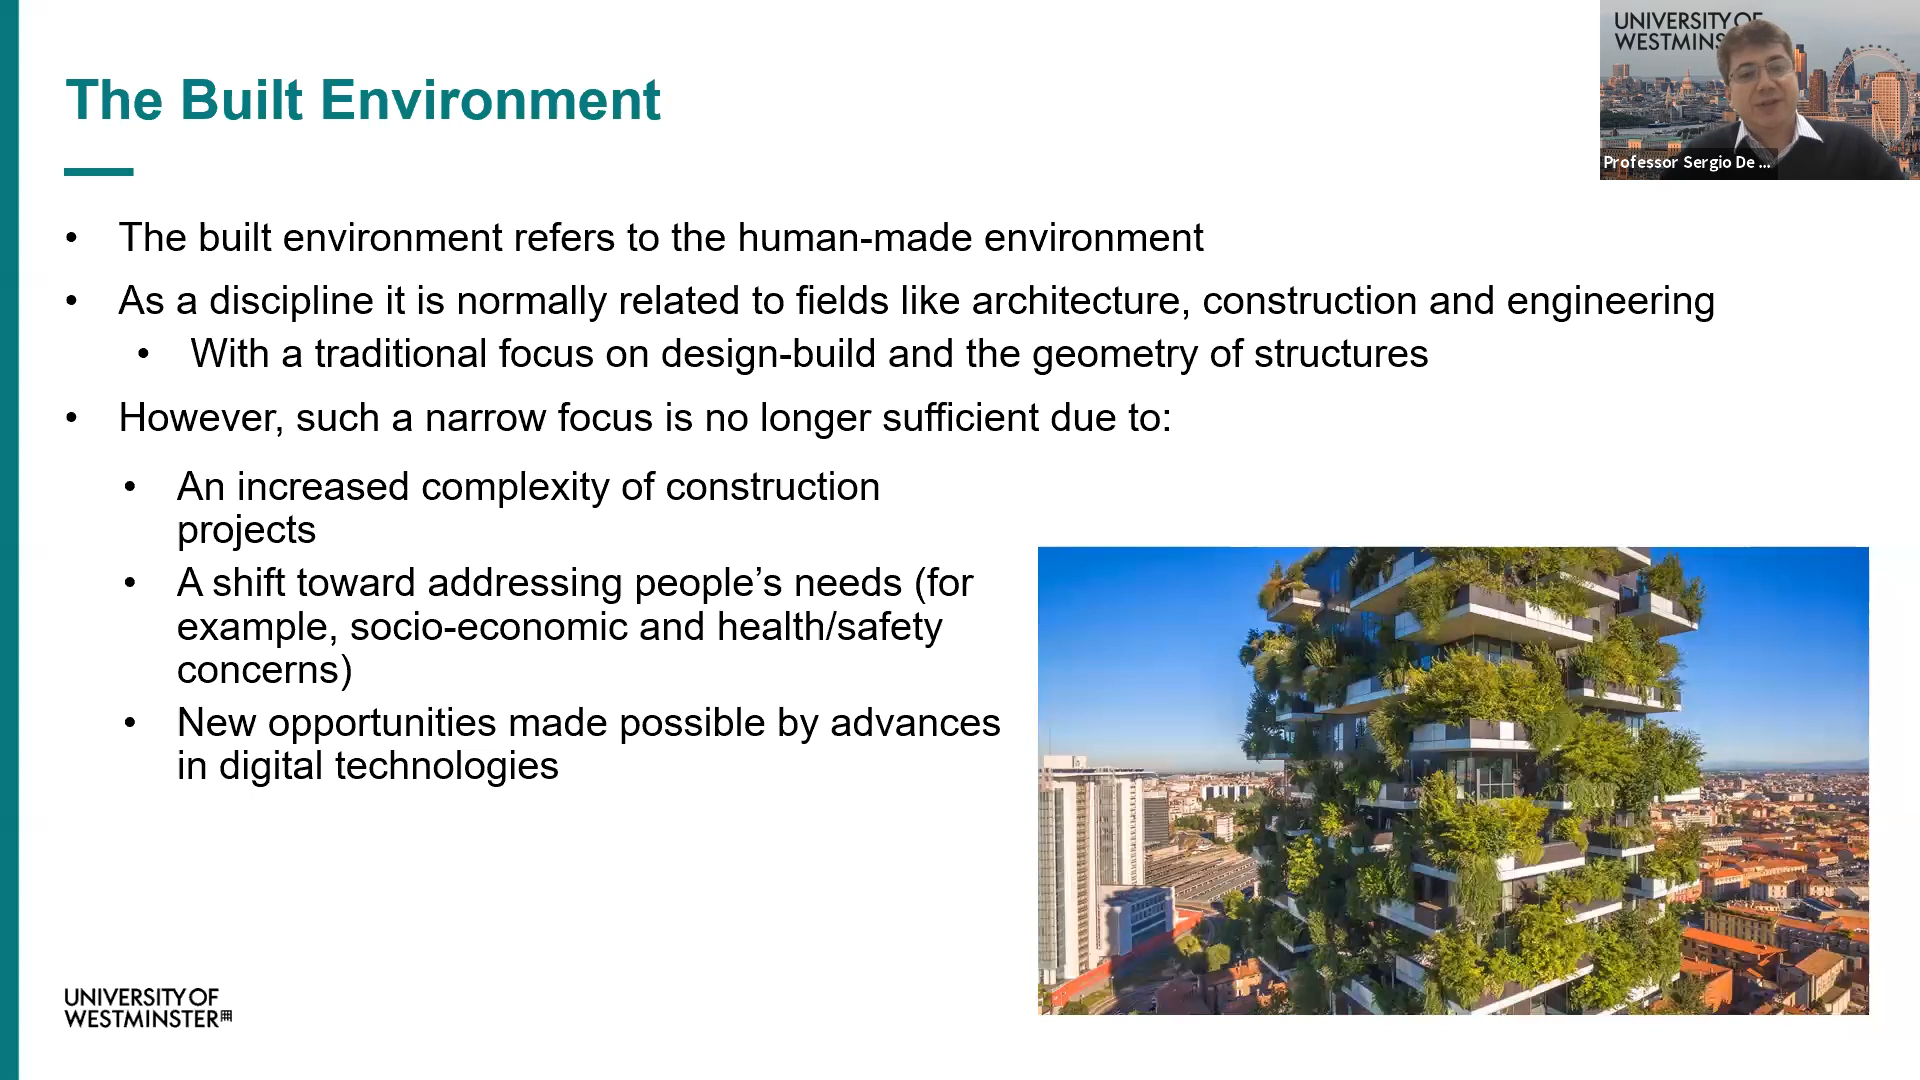 The Built Environment
UNIVERSITY OF
WESTMINS
Professor Sergio De ...
• The built environment refers to the human-made environment
• As a discipline it is normally related to fields like architecture, construction and engineering
• With a traditional focus on design-build and the geometry of structures
• However, such a narrow focus is no longer sufficient due to:
• An increased complexity of construction
projects
• A shift toward addressing people’s needs (for
example, socio-economic and health/safety
concerns)
• New opportunities made possible by advances
in digital technologies
UNIVERSITY OF
WESTMINSTER